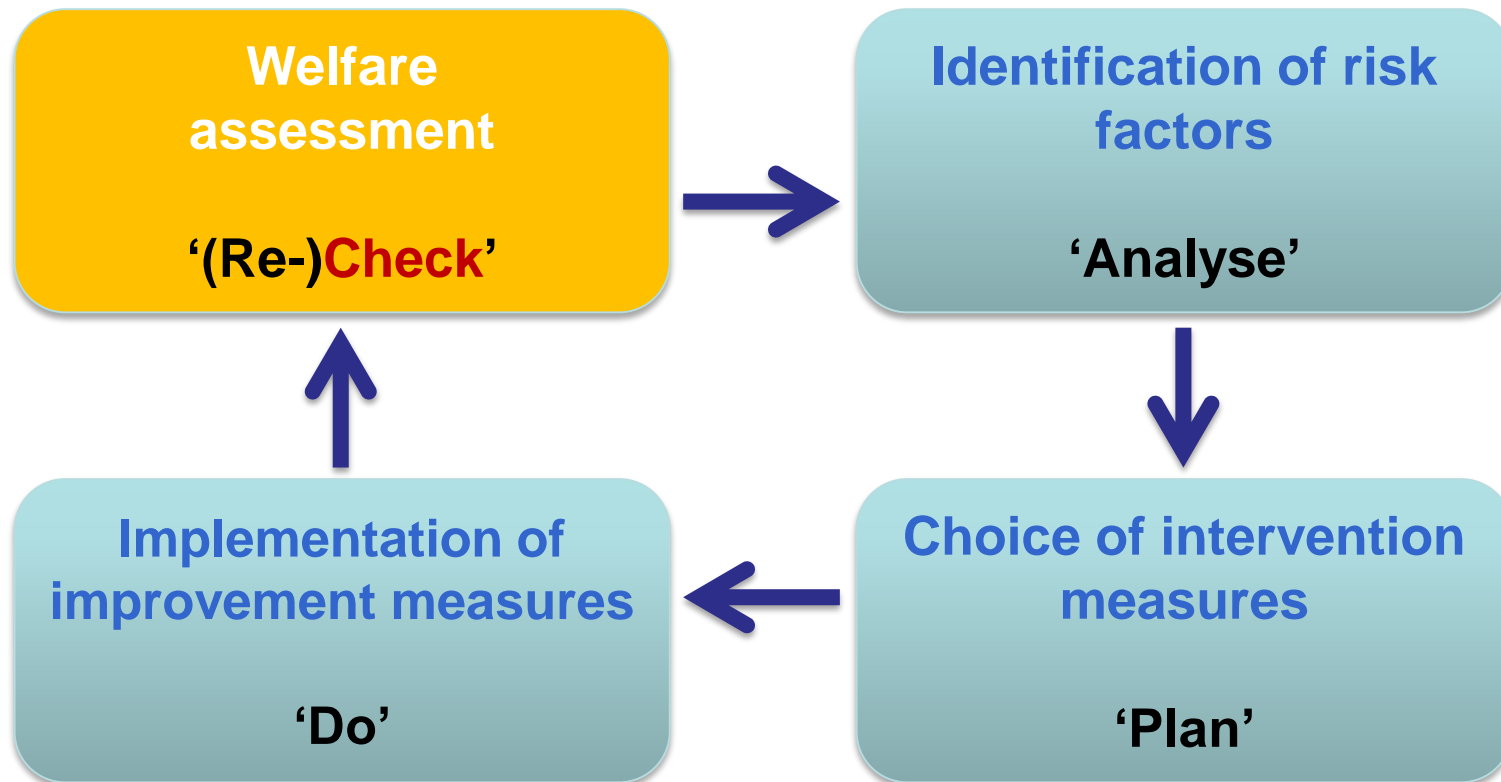 Welfare
assessment
‘(Re-)Check’
Identification of risk
factors
‘Analyse’
Implementation of
improvement measures
‘Do’
Choice of intervention
measures
‘Plan’